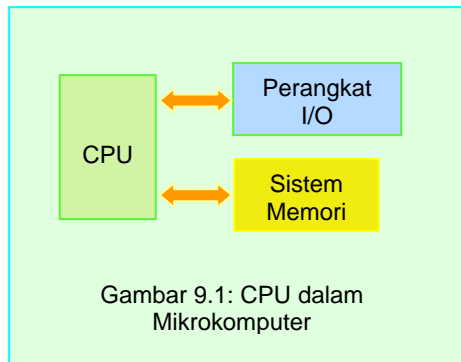 CPU
Perangkat
I/O
Sistem
Memori
Gambar 9.1: CPU dalam
Mikrokomputer